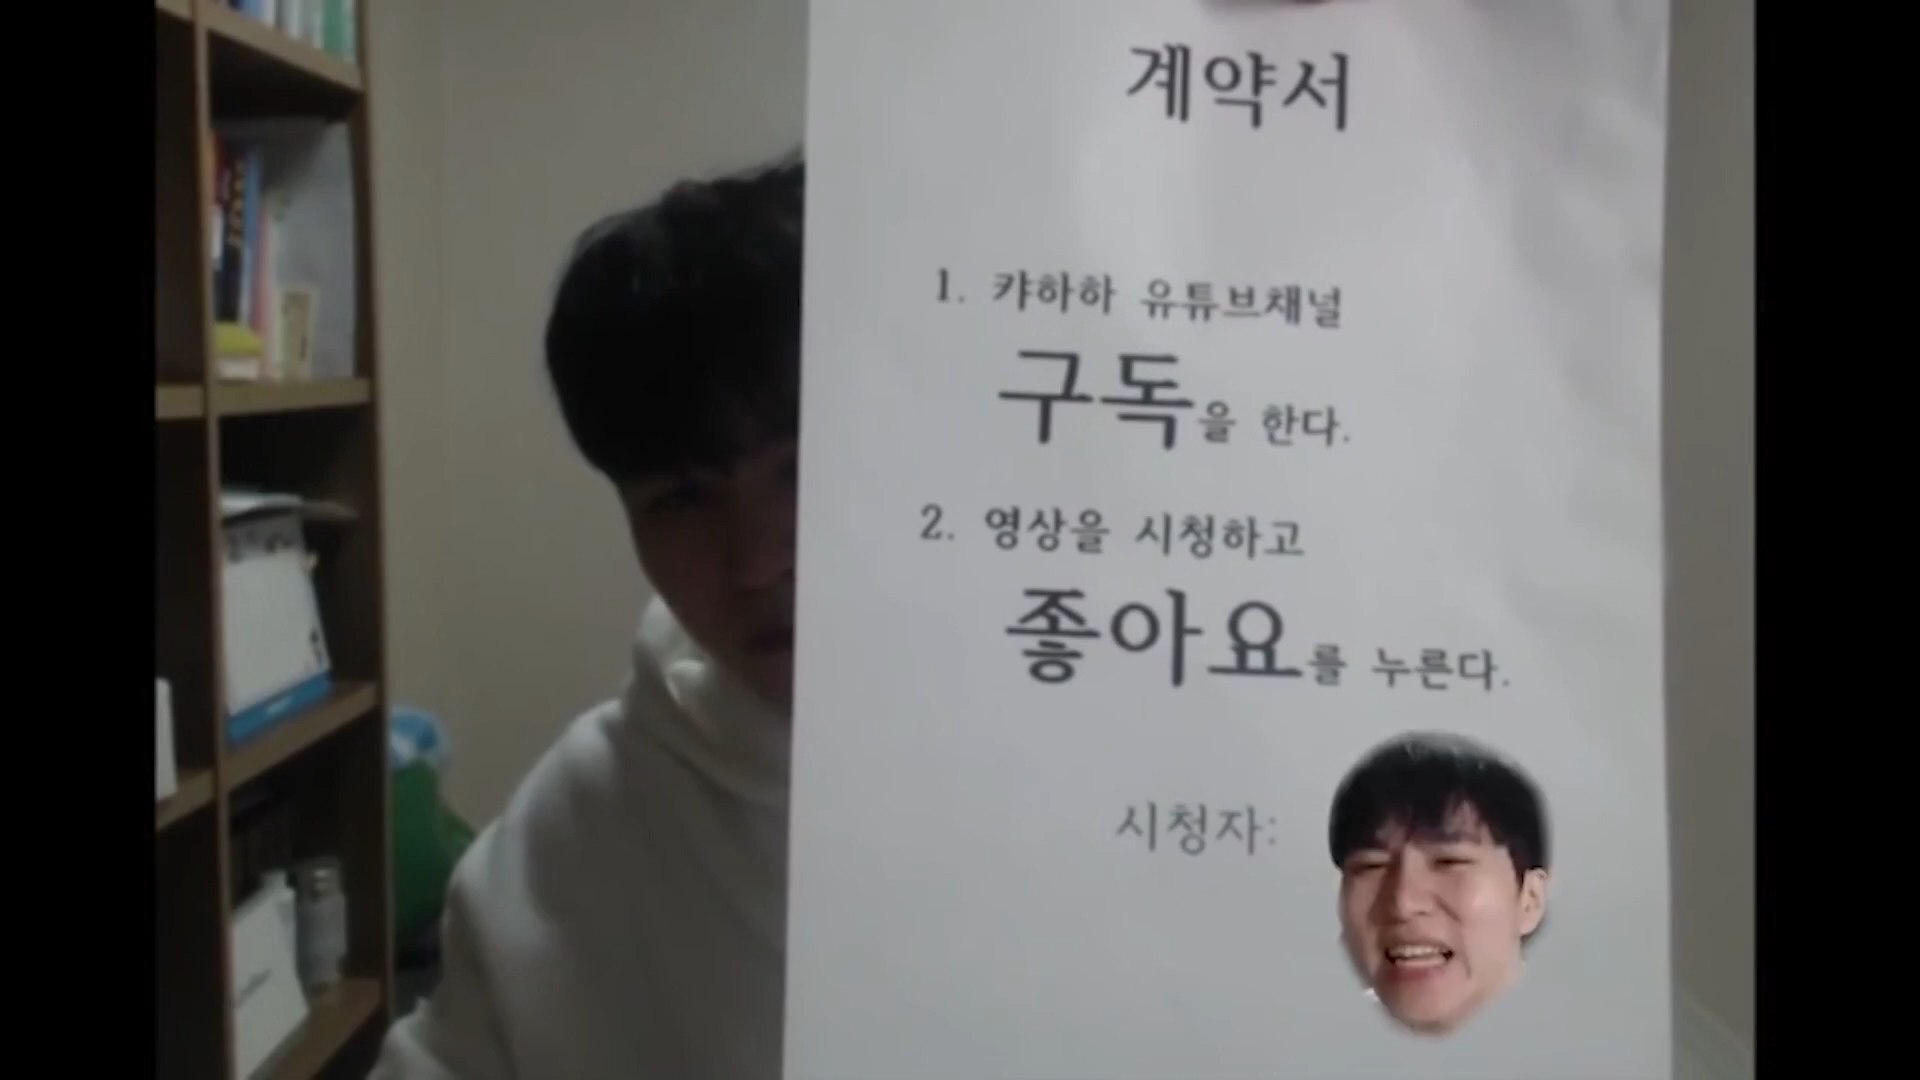 계약서
1. 캬하하 유튜브채널
구독을 한다.
2. 영상을 시청하고
좋아요를 누른다.
시청자: